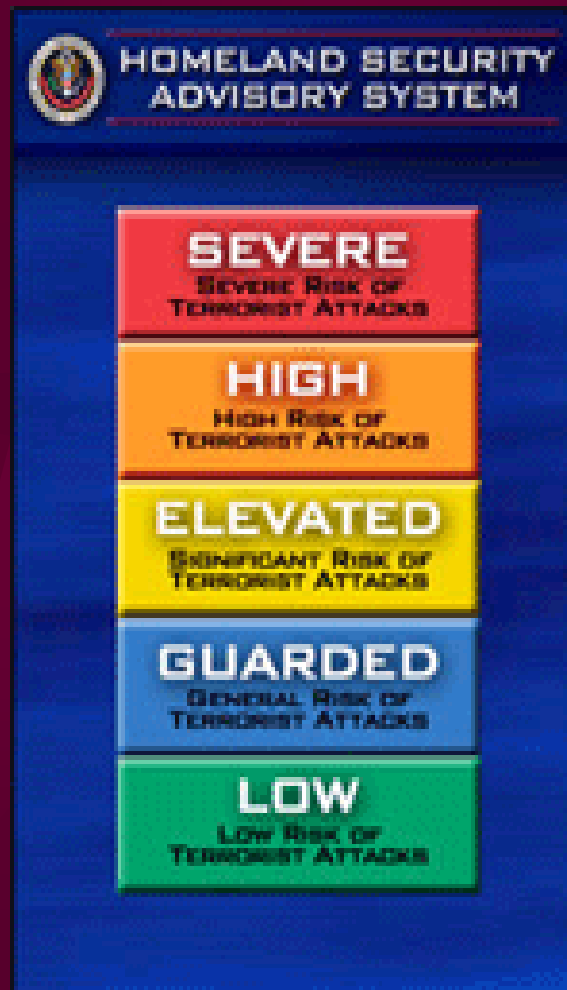 HOMELAND SECURITY
ADVISORY SYSTEM
SEVERE
SEVERE RISK OF
TERRORIST ATTACKS
HIGH
HIGH RISK OF
TERRORIST ATTACKS
ELEVATED
SIGNIFICANT RISK OF
TERRORIST ATTACKS
GUARDED
GENERAL RISK OF
TERRORIST ATTACKS
LOW
LOW RISK OF
TERRORIST ATTACKS